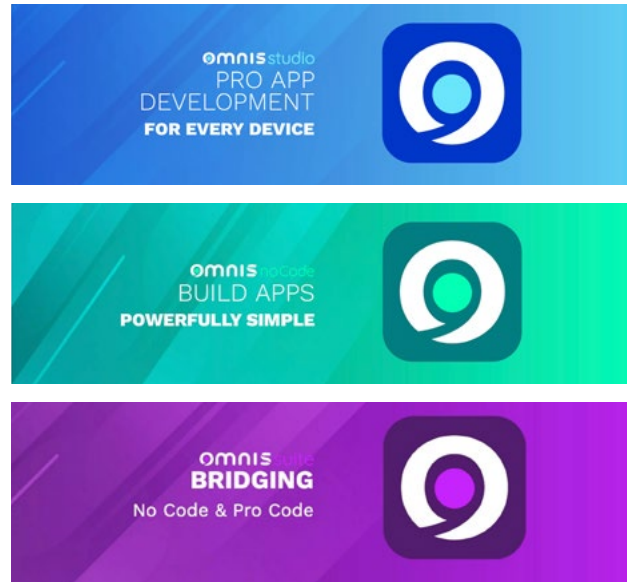 omnis studio
PRO APP
DEVELOPMENT
FOR EVERY DEVICE
omnis noCode
BUILD APPS
POWERFULLY SIMPLE
omnis suite
BRIDGING
No Code & Pro Code